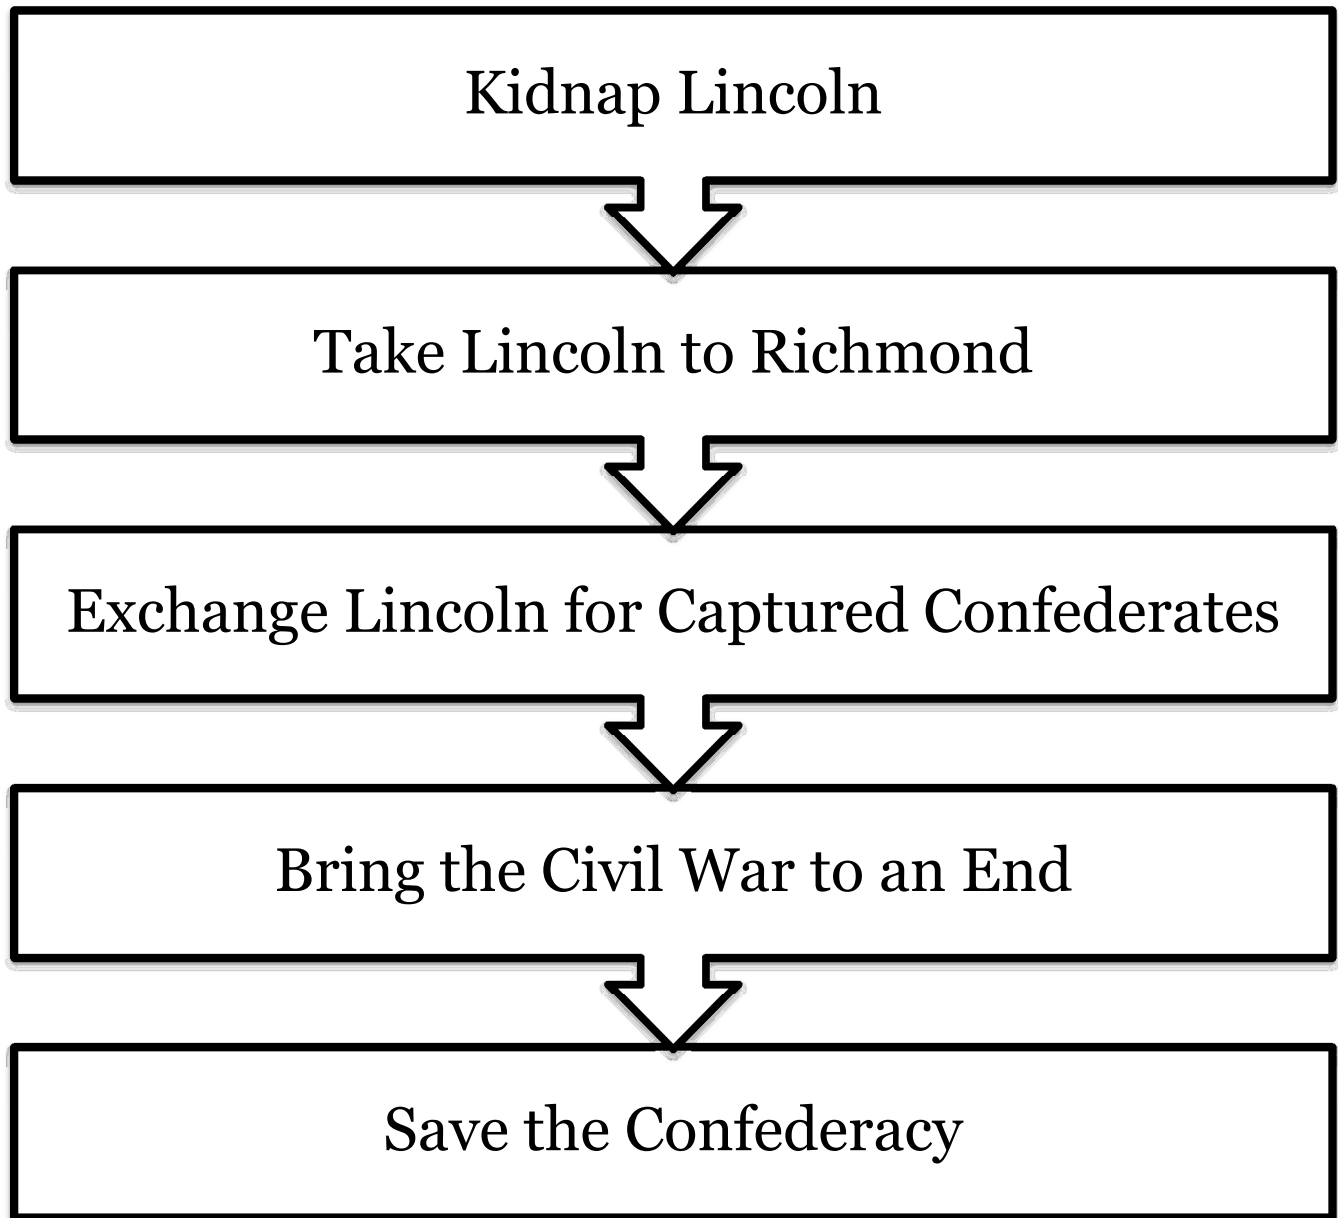 Kidnap Lincoln
Take Lincoln to Richmond
Exchange Lincoln for Captured Confederates
Bring the Civil War to an End
Save the Confederacy